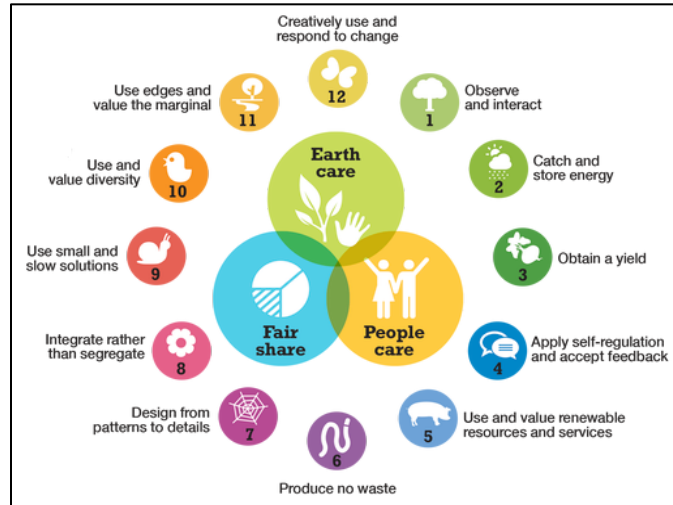 Creatively use and
respond to change
12
Observe
and interact
1
Catch and
store energy
2
Obtain a yield
3
Apply self-regulation
and accept feedback
4
Use and value renewable
resources and services
5
Produce no waste
6
Design from
patterns to details
7
Integrate rather
than segregate
8
Use small and
slow solutions
9
Use and
value diversity
10
Use edges and
value the marginal
11
Earth
care
Fair
share
People
care